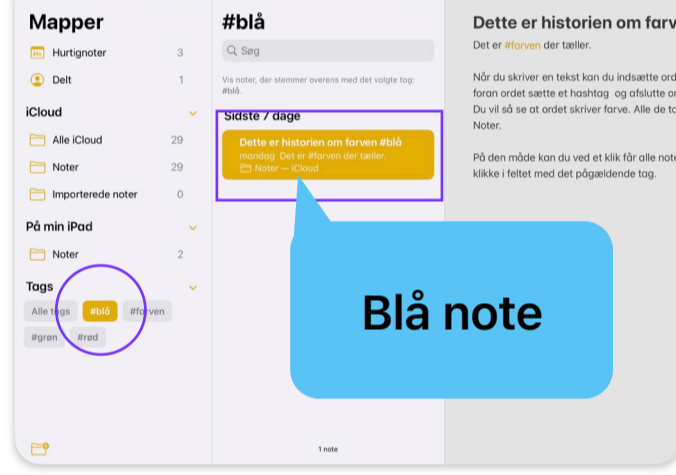 Mapper
Hurtignoter 3
Delt 1
iCloud
Alle iCloud 29
Noter 29
Importerede noter 0
På min iPad
Noter 2
Tags
Alle tags #blå #farven
#grøn #rød
#blå
Søg
Vis noter, der stemmer overens med det valgte tag:
#blå.
Sidste 7 dage
Dette er historien om farven #blå
mandag Det er #farven der tæller.
Noter — iCloud
1 note
Dette er historien om farv
Det er #farven der tæller.
Når du skriver en tekst kan du indsætte ord
foran ordet sætte et hashtag og afslutte o
Du vil så se at ordet skriver farve. Alle de t
Noter.
På den måde kan du ved et klik får alle note
klikke i feltet med det pågældende tag.
Blå note